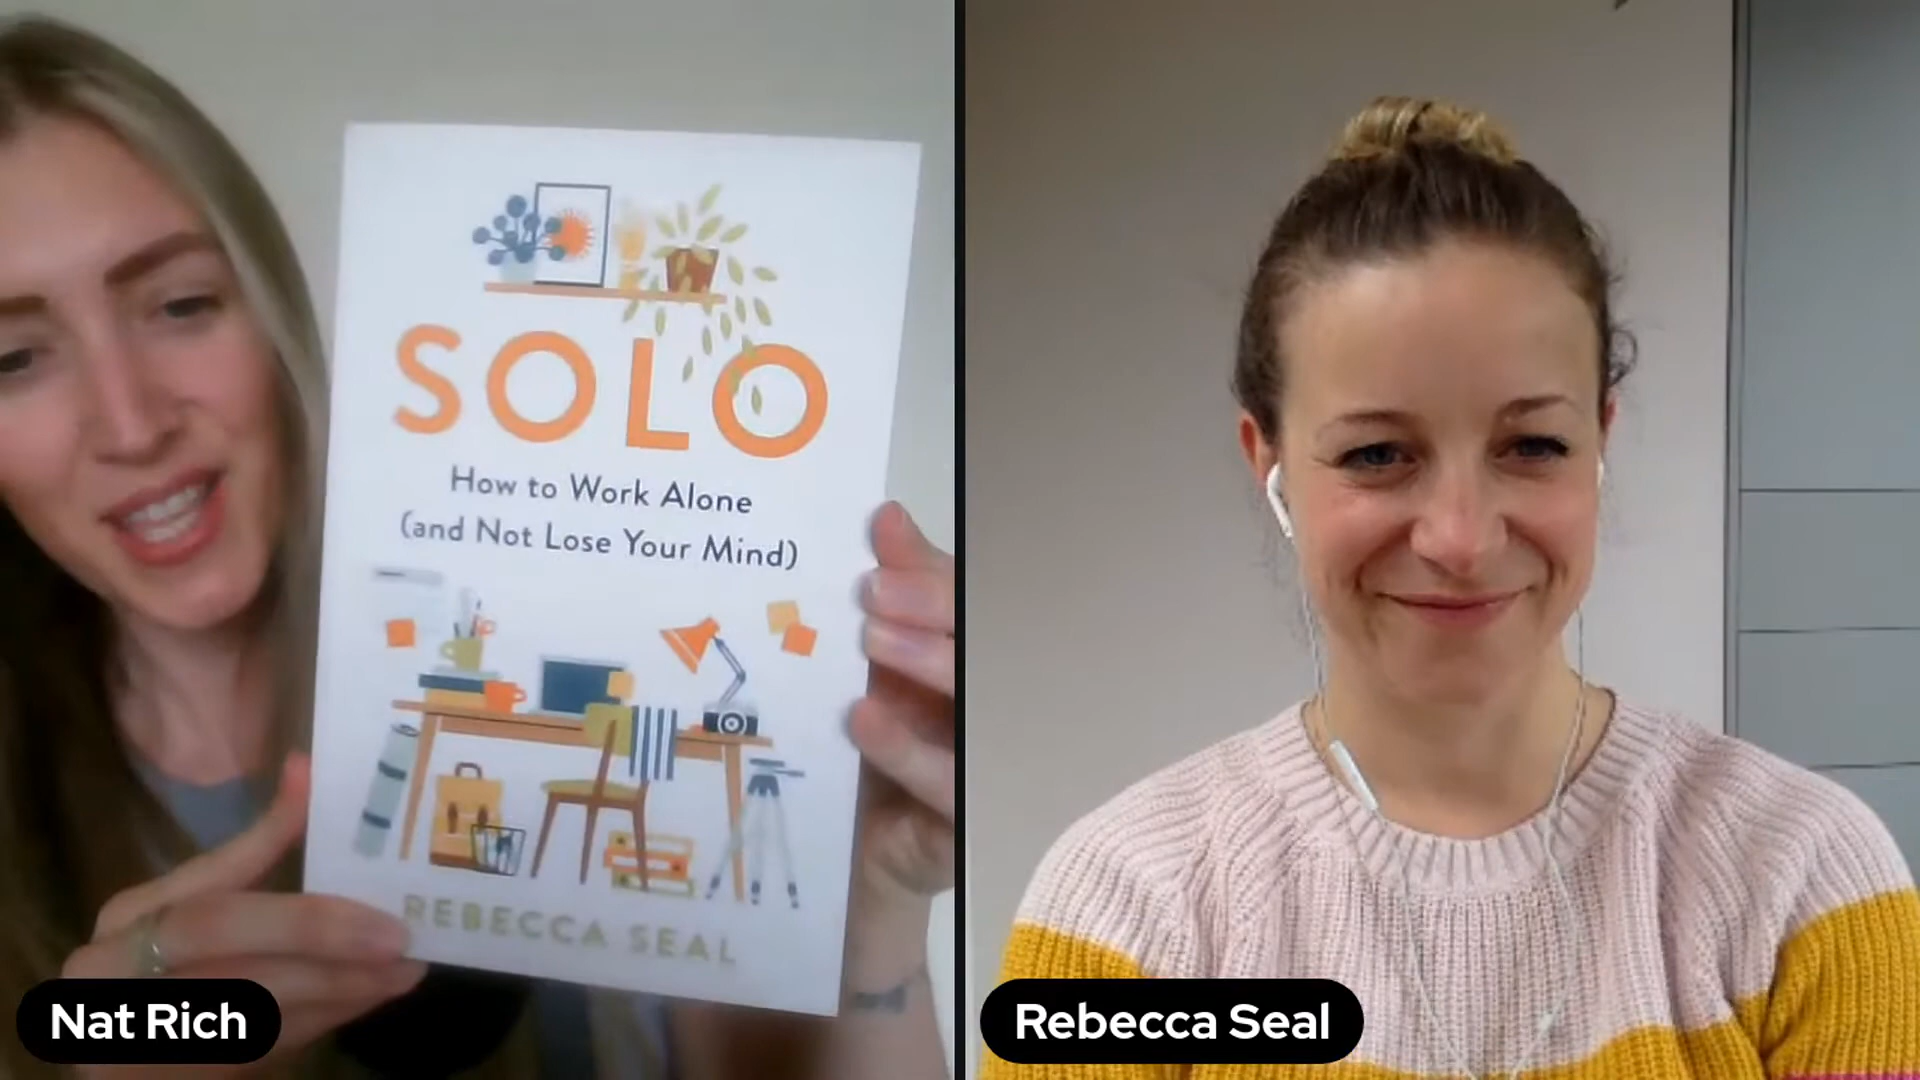 SOLO
How to Work Alone
(and Not Lose Your Mind)
REBECCA SEAL
Nat Rich
Rebecca Seal